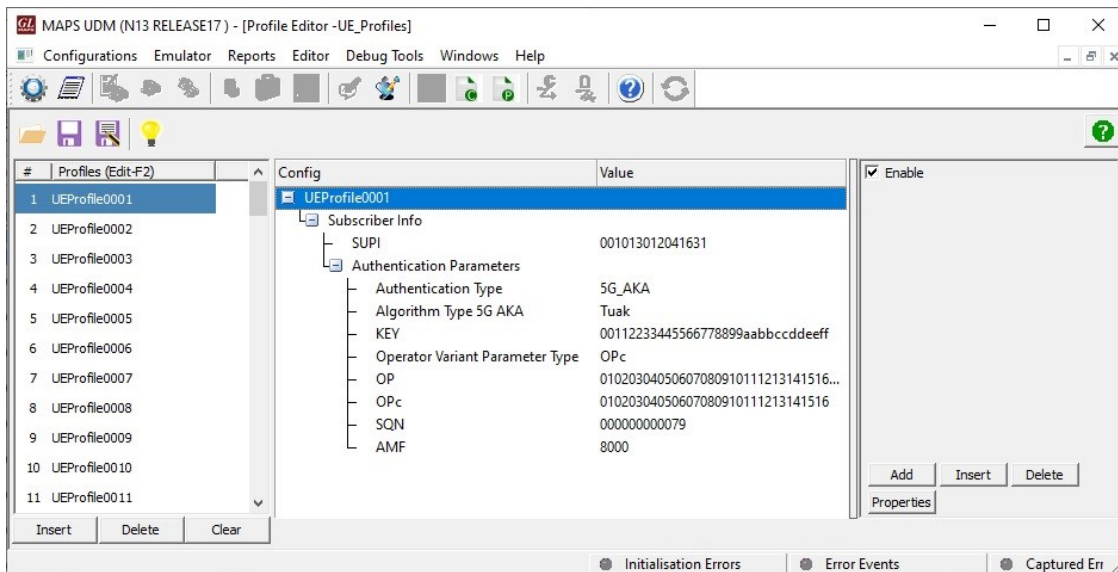 GL MAPS MAPS UDM (N13 RELEASE17 ) - [Profile Editor -UE_Profiles]
Configurations Emulator Reports Editor Debug Tools Windows Help
# Profiles (Edit-F2)
1 UEProfile0001
2 UEProfile0002
3 UEProfile0003
4 UEProfile0004
5 UEProfile0005
6 UEProfile0006
7 UEProfile0007
8 UEProfile0008
9 UEProfile0009
10 UEProfile0010
11 UEProfile0011
Insert Delete Clear
Config Value
UEProfile0001
Subscriber Info
SUPI 001013012041631
Authentication Parameters
Authentication Type 5G_AKA
Algorithm Type 5G AKA Tuak
KEY 00112233445566778899aabbccddeeff
Operator Variant Parameter Type OPc
OP 01020304050607080910111213141516...
OPc 01020304050607080910111213141516
SQN 000000000079
AMF 8000
Enable
Add Insert Delete
Properties
Initialisation Errors Error Events Captured Err